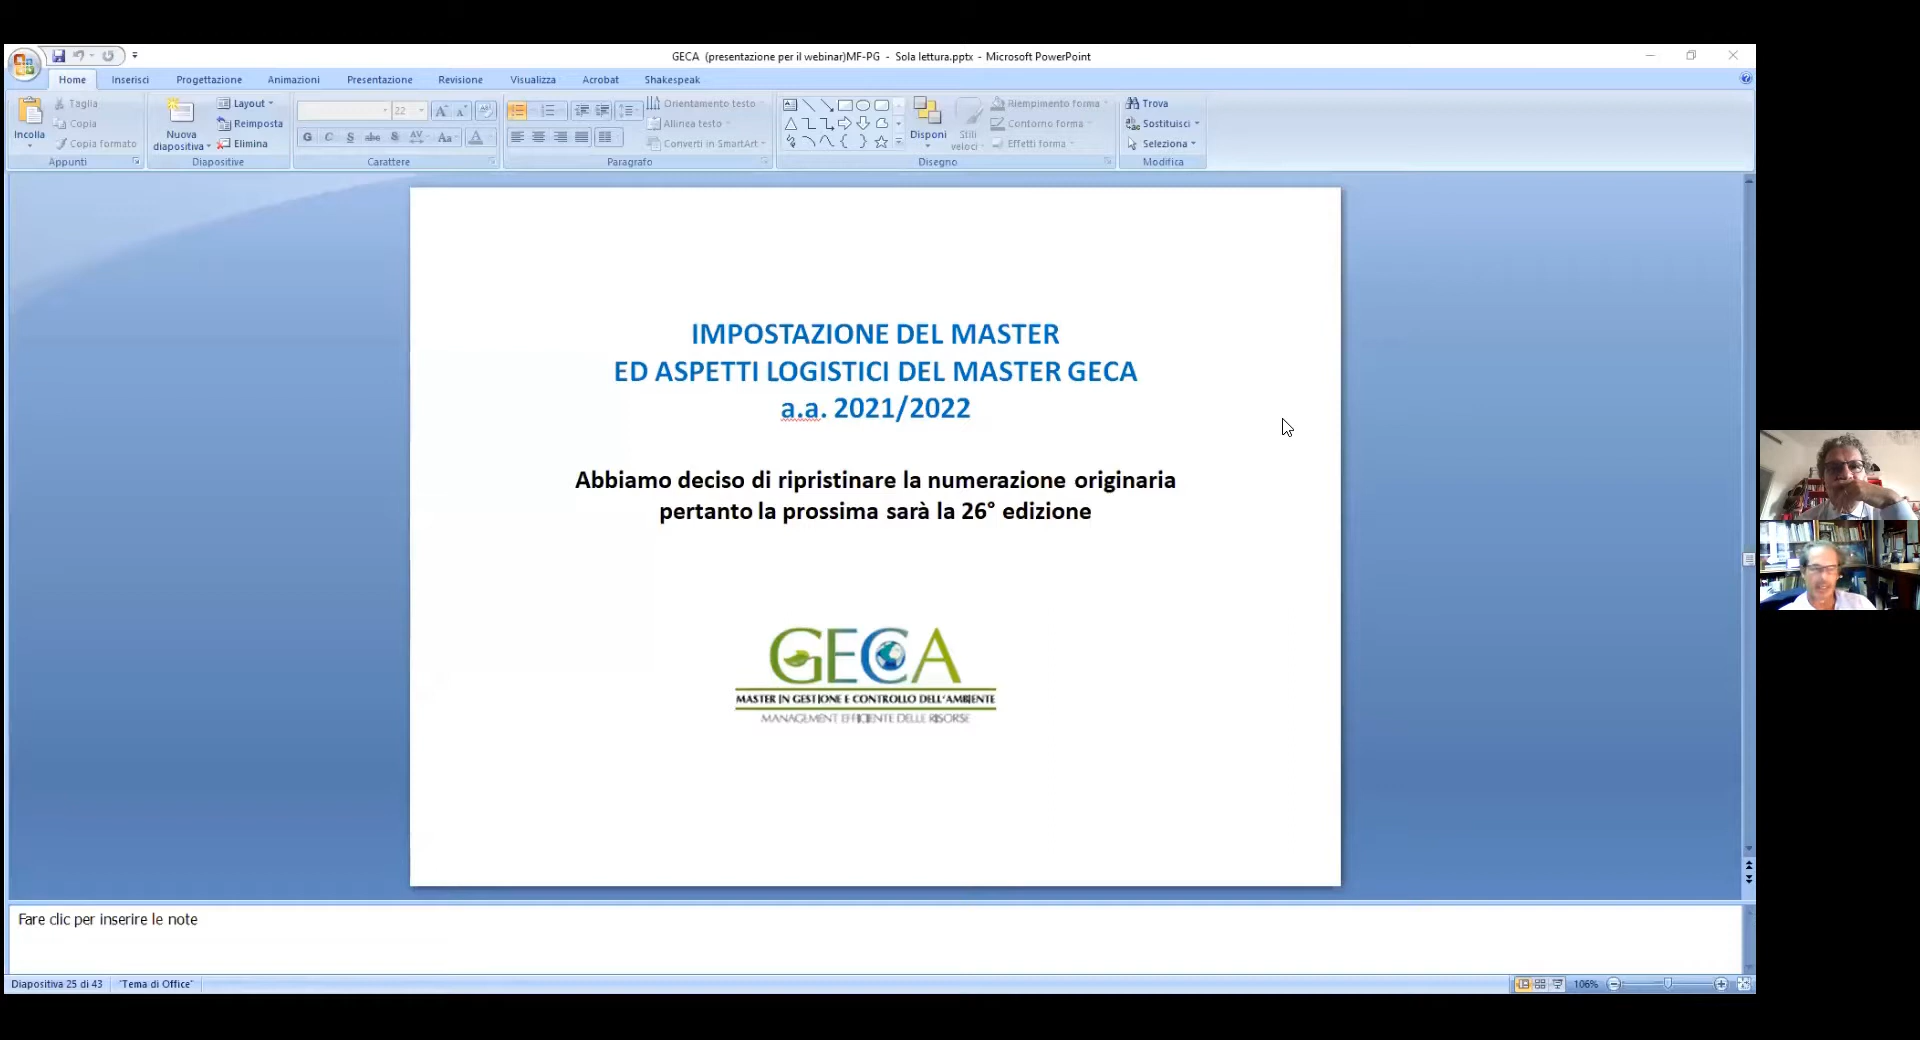 GECA (presentazione per il webinar)MF-PG - Sola lettura.pptx - Microsoft PowerPoint
Home Inserisci Progettazione Animazioni Presentazione Revisione Visualizza Acrobat Shakespeak
Incolla
Taglia
Copia
Copia formato
Appunti
Nuova
diapositiva
Layout
Reimposta
Elimina
Diapositive
22
G C S abc S AV Aa A
Carattere
Orientamento testo
Allinea testo
Converti in SmartArt
Paragrafo
Disponi
Stili
veloci
Riempimento forma
Contorno forma
Effetti forma
Disegno
Trova
Sostituisci
Seleziona
Modifica
IMPOSTAZIONE DEL MASTER
ED ASPETTI LOGISTICI DEL MASTER GECA
a.a. 2021/2022
Abbiamo deciso di ripristinare la numerazione originaria
pertanto la prossima sarà la 26° edizione
GECA
MASTER IN GESTIONE E CONTROLLO DELL'AMBIENTE
MANAGEMENT EFFICIENTE DELLE RISORSE
Fare clic per inserire le note
Diapositiva 25 di 43 "Tema di Office" 106%